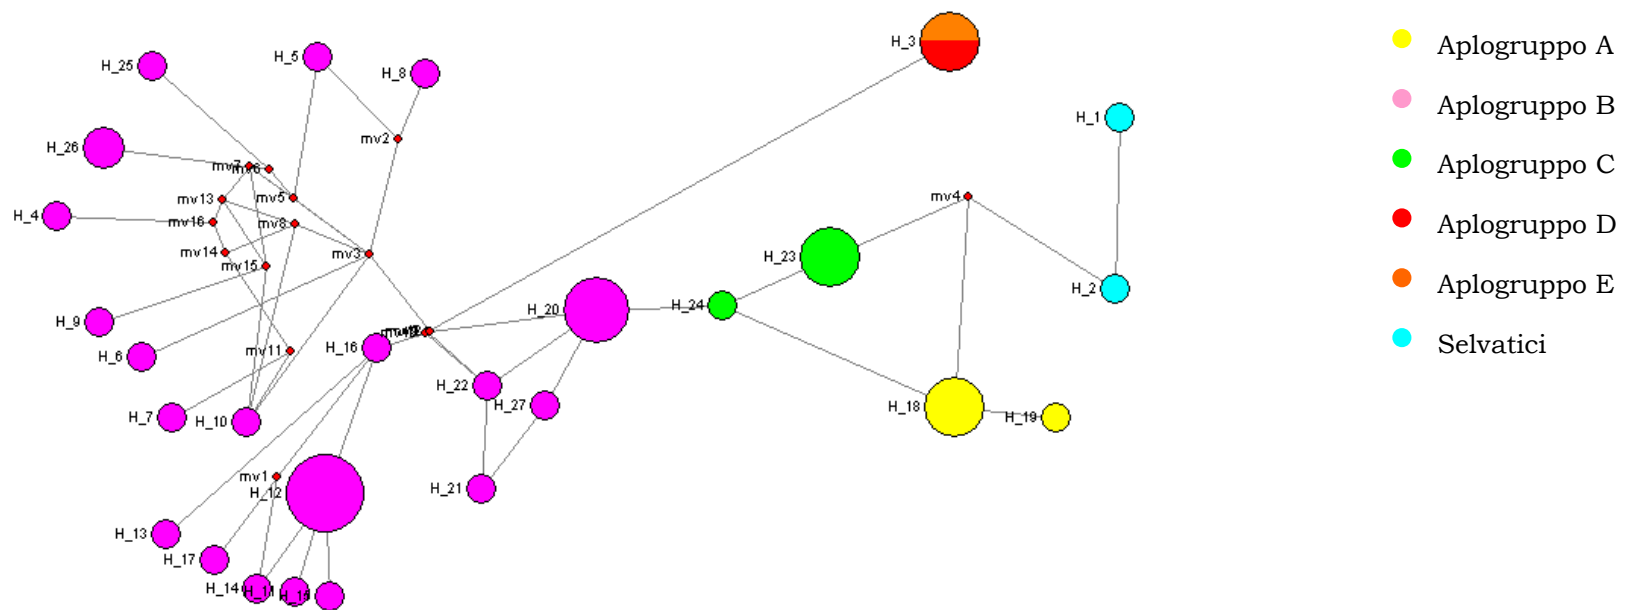 H_3
Aplogruppo A
H_5
H_25
H_8
Aplogruppo B
H_1
mv2
H_26
Aplogruppo C
mv7
mv6
mv5
mv4
mv13
H_4
Aplogruppo D
mv16
mv8
mv14
mv3
H_23
mv15
Aplogruppo E
H_2
H_24
H_20
H_9
H_16
Selvatici
mv11
H_6
H_22
H_27
H_18
H_19
H_7
H_10
mv1
H_21
H_12
H_13
H_17
H_14
H_11
H_15